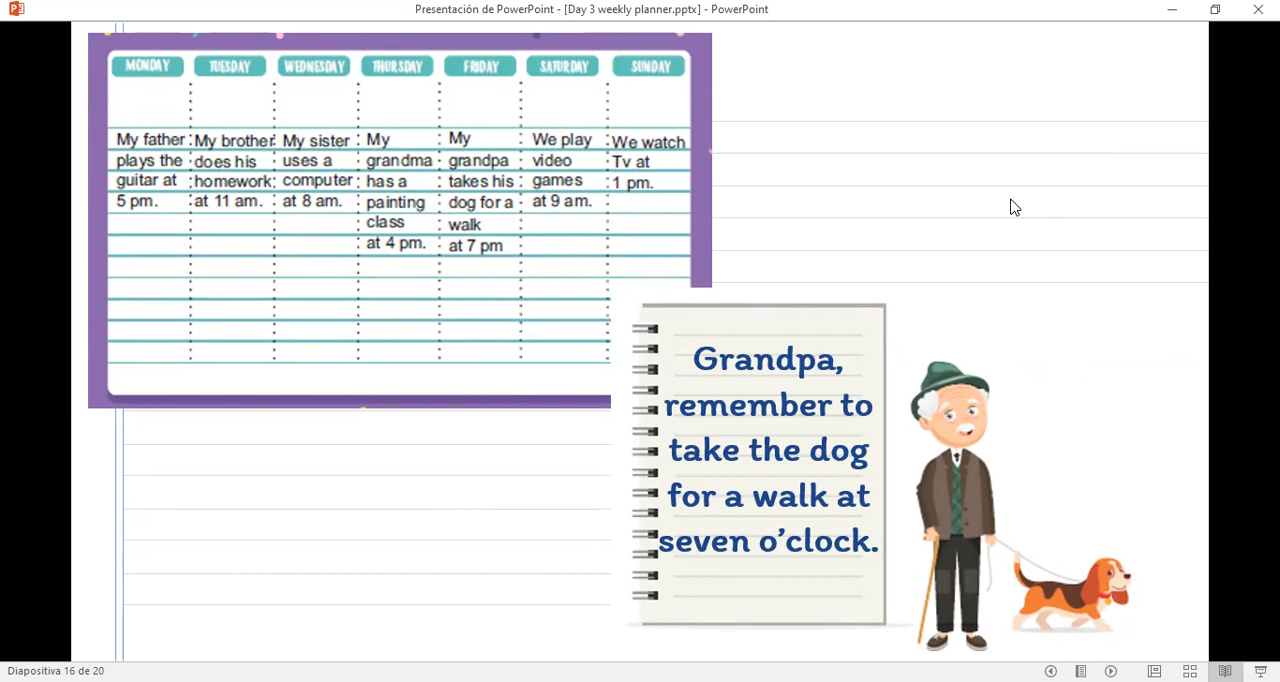 Presentación de PowerPoint - [Day 3 weekly planner.pptx] - PowerPoint
MONDAY
TUESDAY
WEDNESDAY
THURSDAY
FRIDAY
SATURDAY
SUNDAY
My father
plays the
guitar at
5 pm.
My brother
does his
homework
at 11 am.
My sister
uses a
computer
at 8 am.
My
grandma
has a
painting
class
at 4 pm.
My
grandpa
takes his
dog for a
walk
at 7 pm
We play
video
games
at 9 am.
We watch
Tv at
1 pm.
Grandpa,
remember to
take the dog
for a walk at
seven o'clock.
Diapositiva 16 de 20